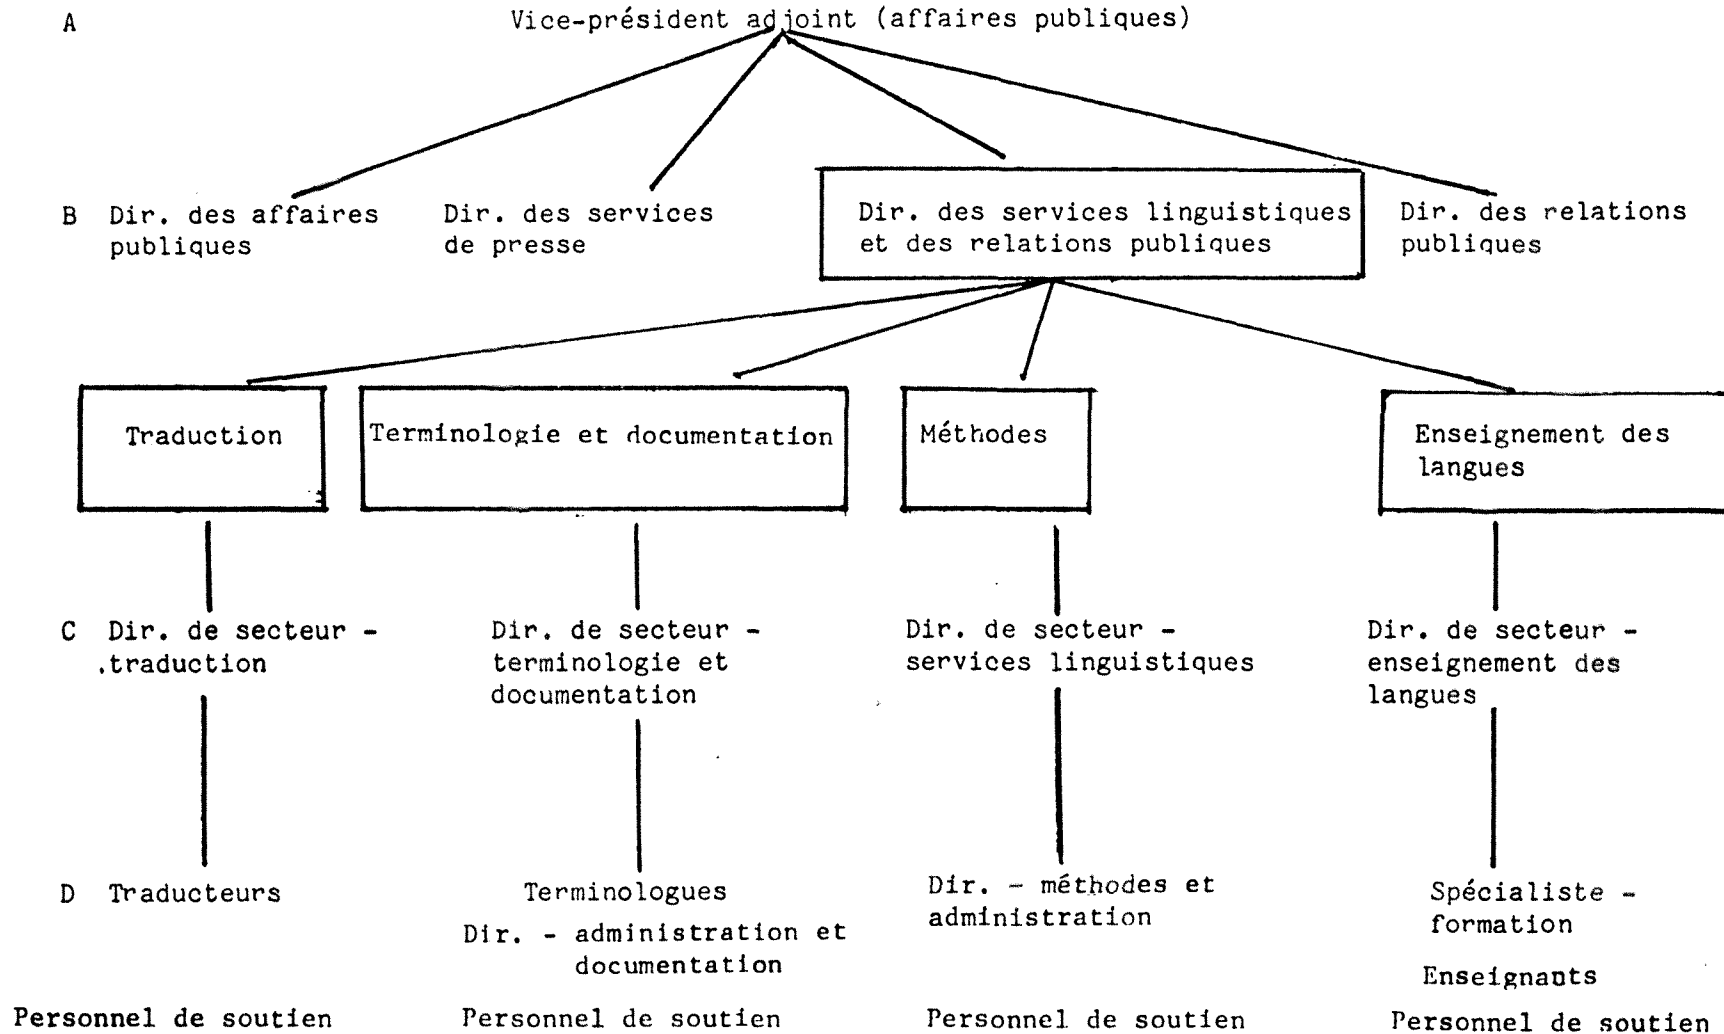 A Vice-président adjoint (affaires publiques)
B Dir. des affaires
publiques
Dir. des services
de presse
Dir. des services linguistiques
et des relations publiques
Dir. des relations
publiques
Traduction
Terminologie et documentation
Méthodes
Enseignement des
langues
C Dir. de secteur -
traduction
Dir. de secteur -
terminologie et
documentation
Dir. de secteur -
services linguistiques
Dir. de secteur -
enseignement des
langues
D Traducteurs
Terminologues
Dir. - administration et
documentation
Dir. - méthodes et
administration
Spécialiste -
formation
Enseignants
Personnel de soutien
Personnel de soutien
Personnel de soutien
Personnel de soutien